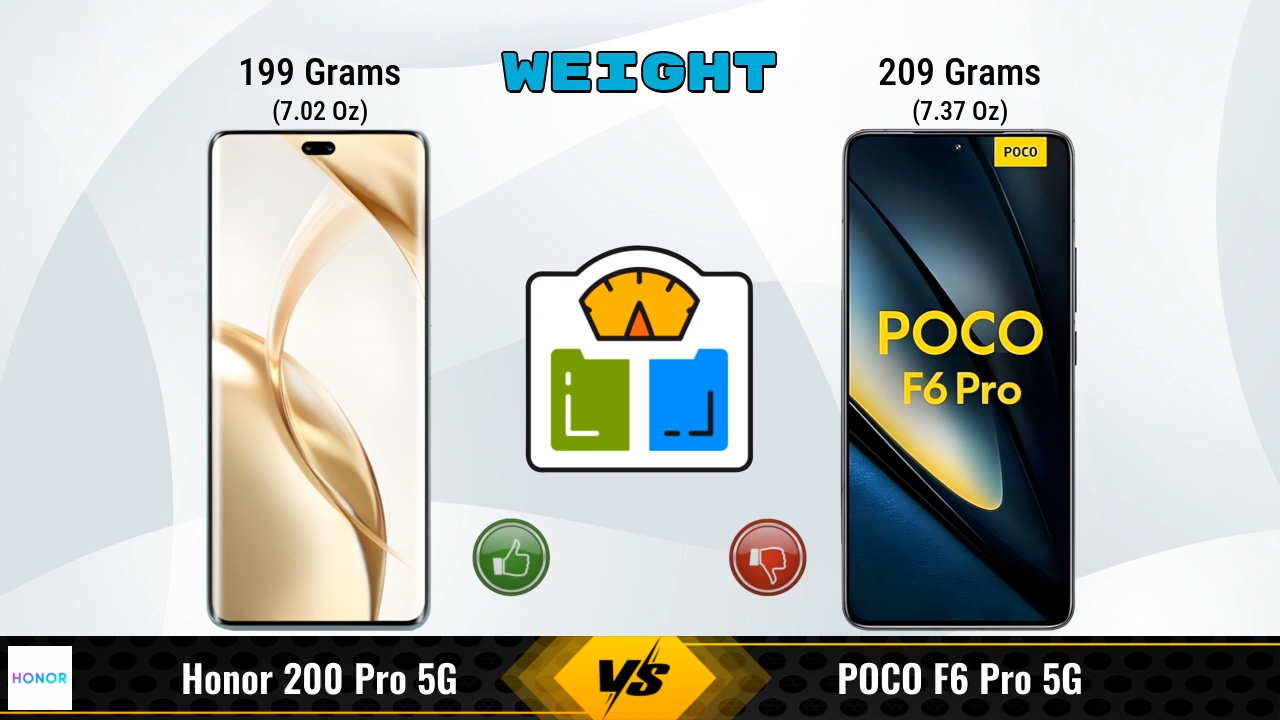 WEIGHT
199 Grams
(7.02 Oz)
209 Grams
(7.37 Oz)
POCO
POCO
F6 Pro
HONOR
Honor 200 Pro 5G
VS
POCO F6 Pro 5G